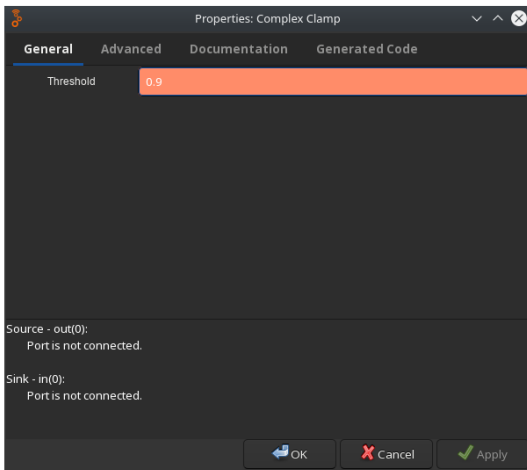 Properties: Complex Clamp
General Advanced Documentation Generated Code
Threshold 0.9
Source - out(0):
Port is not connected.
Sink - in(0):
Port is not connected.
OK Cancel Apply